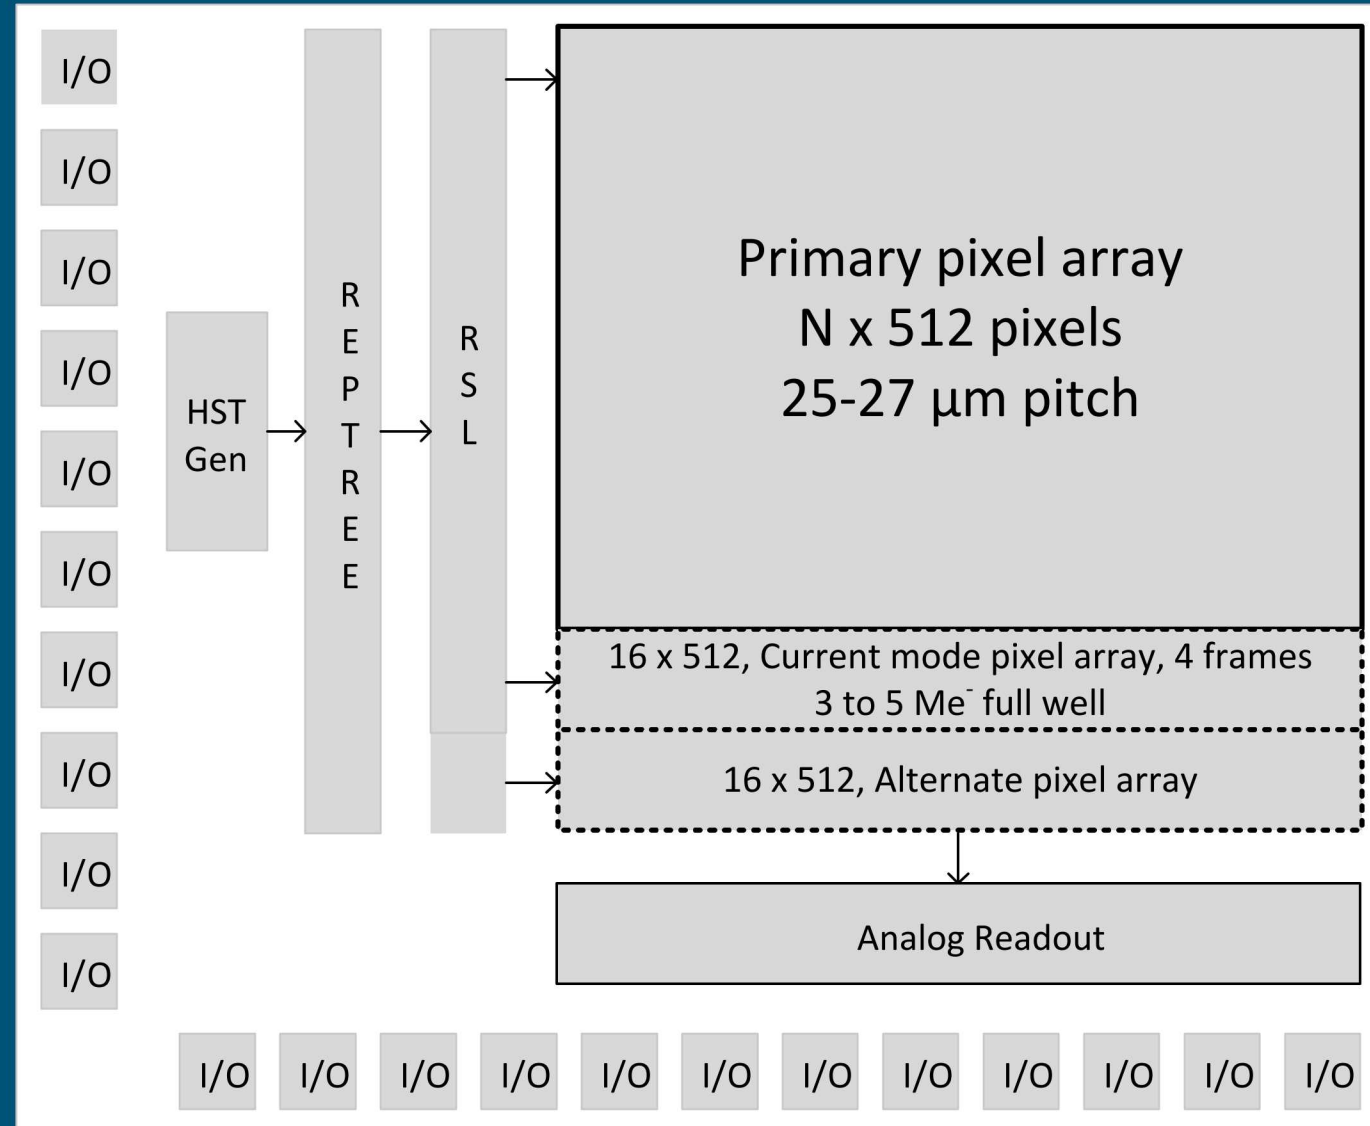 I/O
I/O
I/O
I/O
I/O
I/O
I/O
I/O
I/O
I/O
HST
Gen
R
E
P
T
R
E
E
R
S
L
Primary pixel array
N x 512 pixels
25-27 µm pitch
16 x 512, Current mode pixel array, 4 frames
3 to 5 Me⁻ full well
16 x 512, Alternate pixel array
Analog Readout
I/O I/O I/O I/O I/O I/O I/O I/O I/O I/O I/O I/O